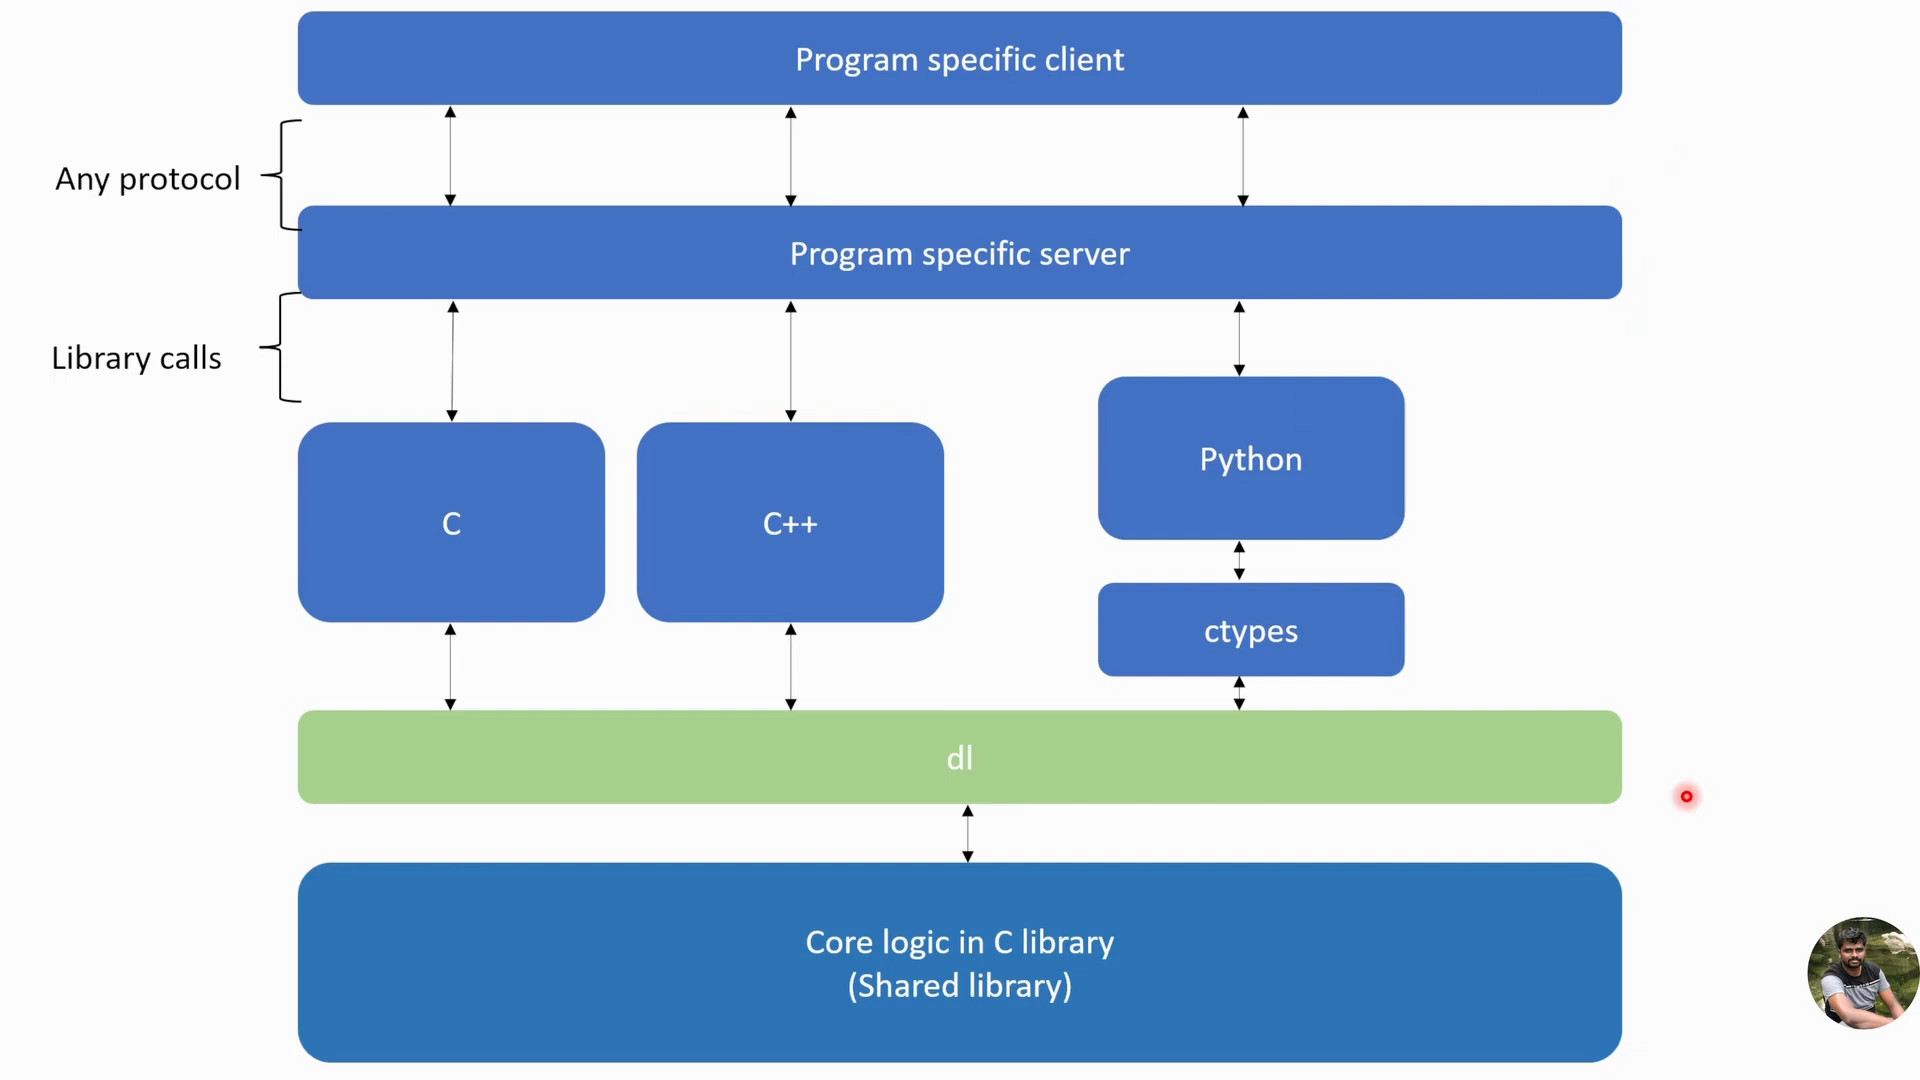 Program specific client
Any protocol
Program specific server
Library calls
C
C++
Python
ctypes
dl
Core logic in C library
(Shared library)